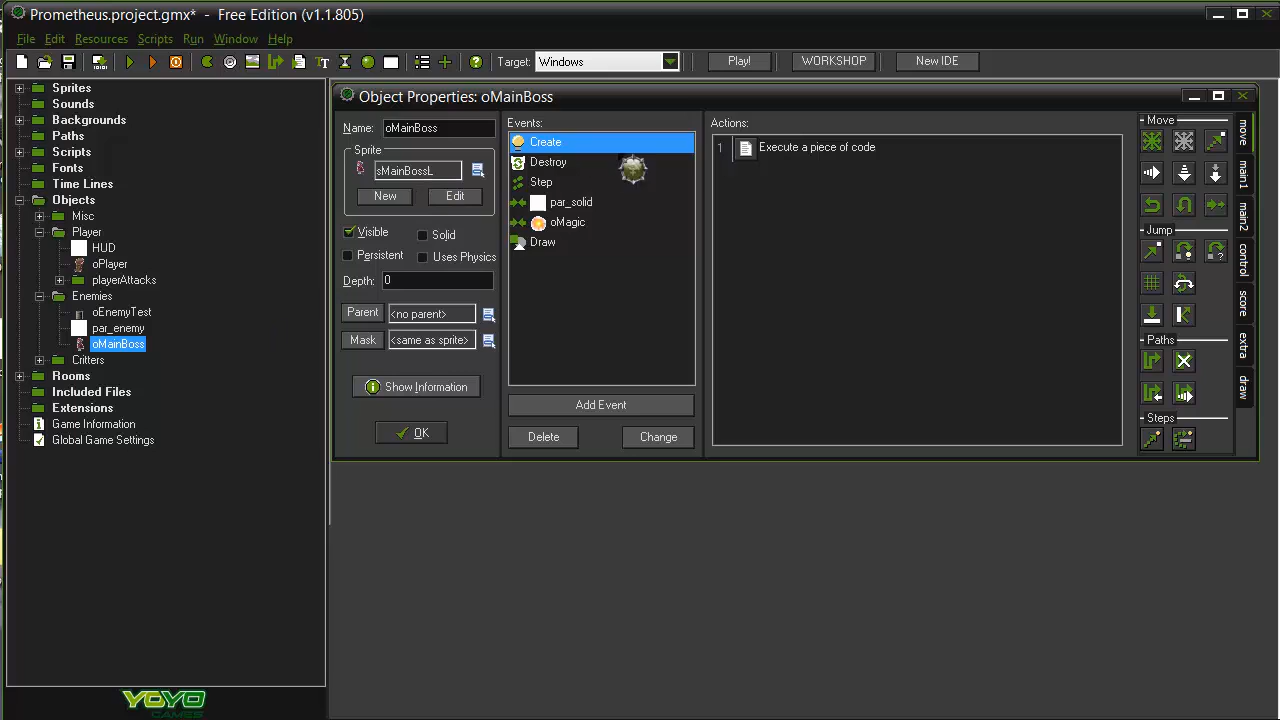 Prometheus.project.gmx* - Free Edition (v1.1.805)
File Edit Resources Scripts Run Window Help
Target: Windows Play! WORKSHOP New IDE
Sprites
Sounds
Backgrounds
Paths
Scripts
Fonts
Time Lines
Objects
Misc
Player
HUD
oPlayer
playerAttacks
Enemies
oEnemyTest
par_enemy
oMainBoss
Critters
Rooms
Included Files
Extensions
Game Information
Global Game Settings
YOYO
GAMES
Object Properties: oMainBoss
Name: oMainBoss
Sprite
sMainBossL
New Edit
Visible Solid
Persistent Uses Physics
Depth: 0
Parent <no parent>
Mask <same as sprite>
Show Information
OK
Events:
Create
Destroy
Step
par_solid
oMagic
Draw
Add Event
Delete Change
Actions:
1 Execute a piece of code
Move
Jump
Paths
Steps
move
main1
main2
control
score
extra
draw